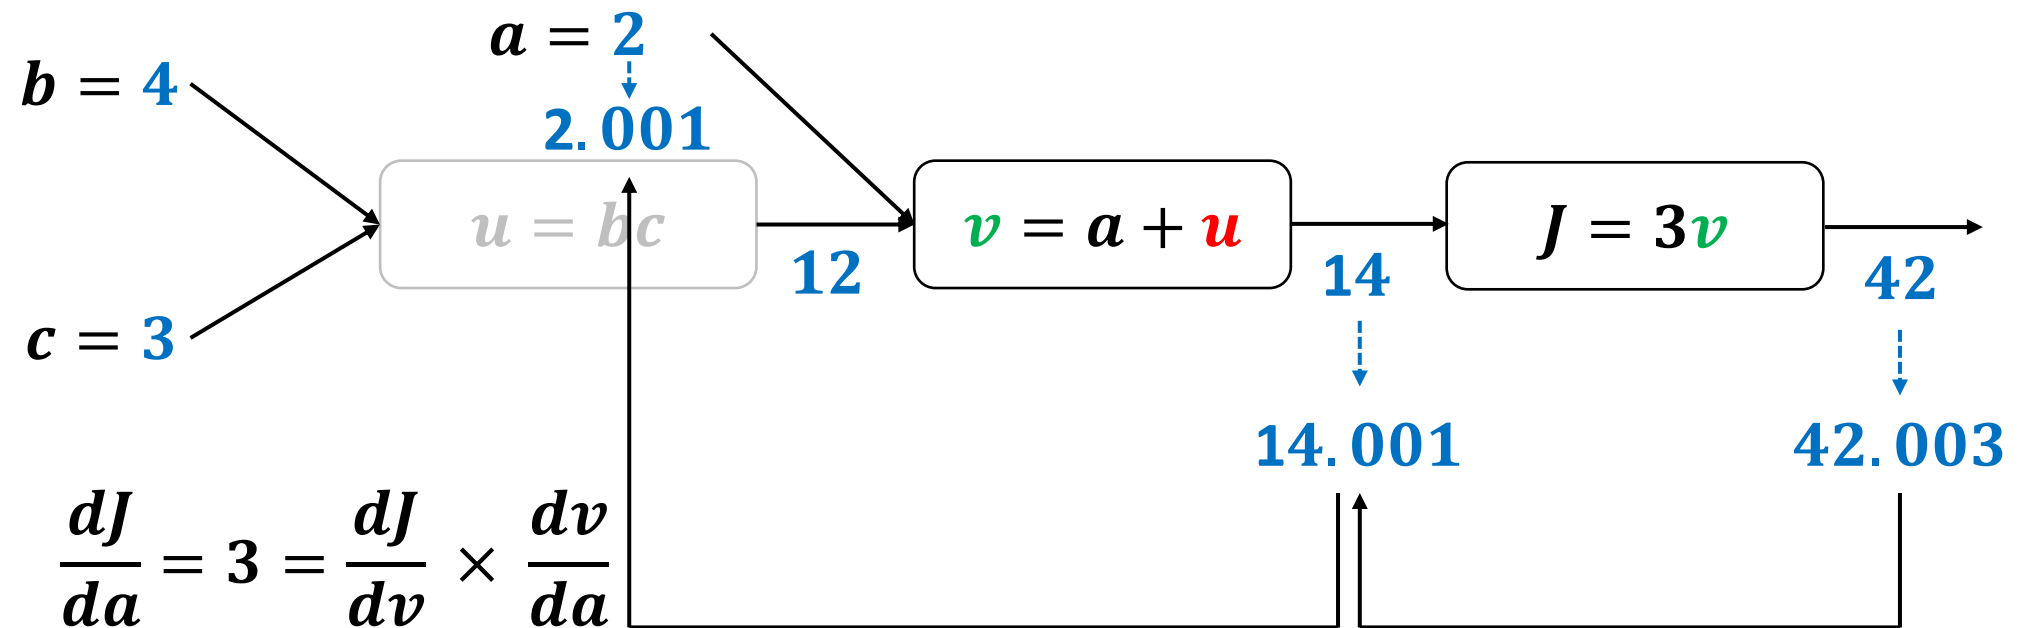 a = 2
b = 4
2.001
u = bc
v = a + u
J = 3v
12
14
42
c = 3
14.001
42.003
dJ/da = 3 = dJ/dv × dv/da